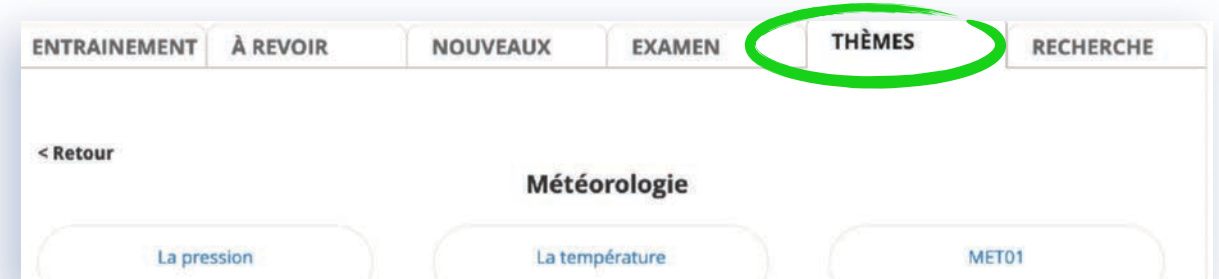 ENTRAINEMENT À REVOIR NOUVEAUX EXAMEN THÈMES RECHERCHE
< Retour
Météorologie
La pression La température MET01